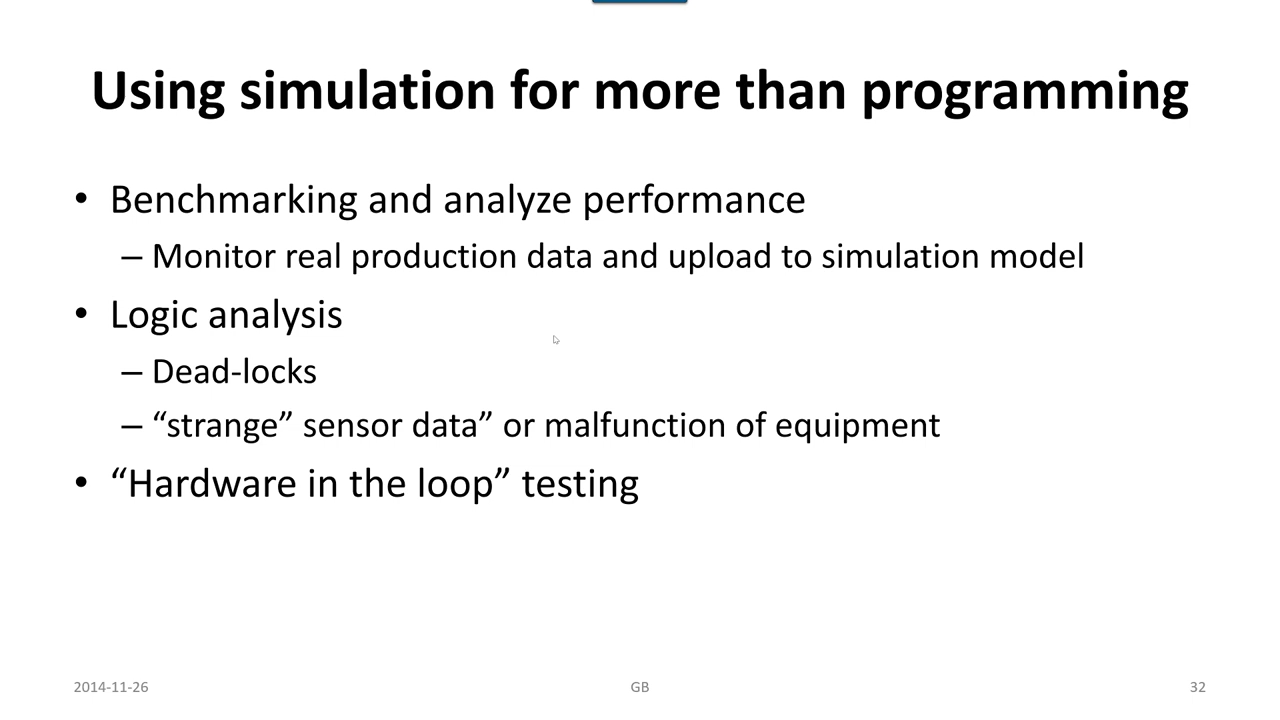 Using simulation for more than programming
• Benchmarking and analyze performance
– Monitor real production data and upload to simulation model
• Logic analysis
– Dead-locks
– “strange” sensor data” or malfunction of equipment
• “Hardware in the loop” testing
2014-11-26
GB
32